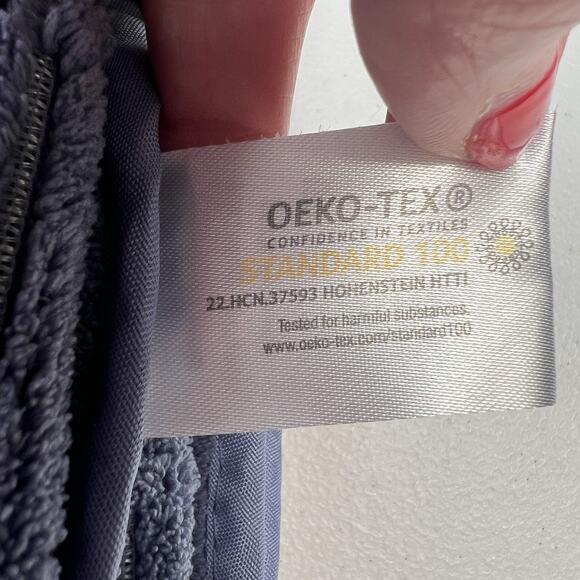 OEKO-TEX®
CONFIDENCE IN TEXTILES
STANDARD 100
22.HCN.37593 HOHENSTEIN HTTI
Tested for harmful substances.
www.oeko-tex.com/standard100